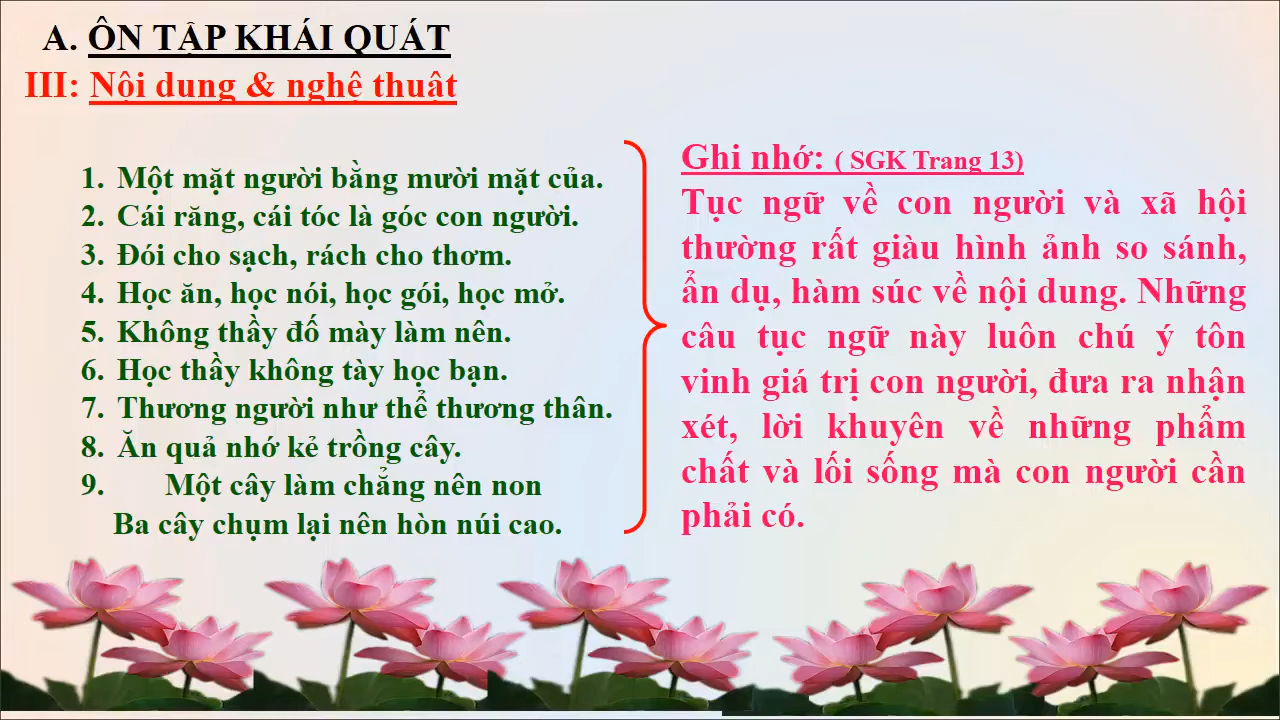 A. ÔN TẬP KHÁI QUÁT
III: Nội dung & nghệ thuật
1. Một mặt người bằng mười mặt của.
2. Cái răng, cái tóc là góc con người.
3. Đói cho sạch, rách cho thơm.
4. Học ăn, học nói, học gói, học mở.
5. Không thầy đố mày làm nên.
6. Học thầy không tày học bạn.
7. Thương người như thể thương thân.
8. Ăn quả nhớ kẻ trồng cây.
9. Một cây làm chẳng nên non
Ba cây chụm lại nên hòn núi cao.
Ghi nhớ: ( SGK Trang 13)
Tục ngữ về con người và xã hội
thường rất giàu hình ảnh so sánh,
ẩn dụ, hàm súc về nội dung. Những
câu tục ngữ này luôn chú ý tôn
vinh giá trị con người, đưa ra nhận
xét, lời khuyên về những phẩm
chất và lối sống mà con người cần
phải có.